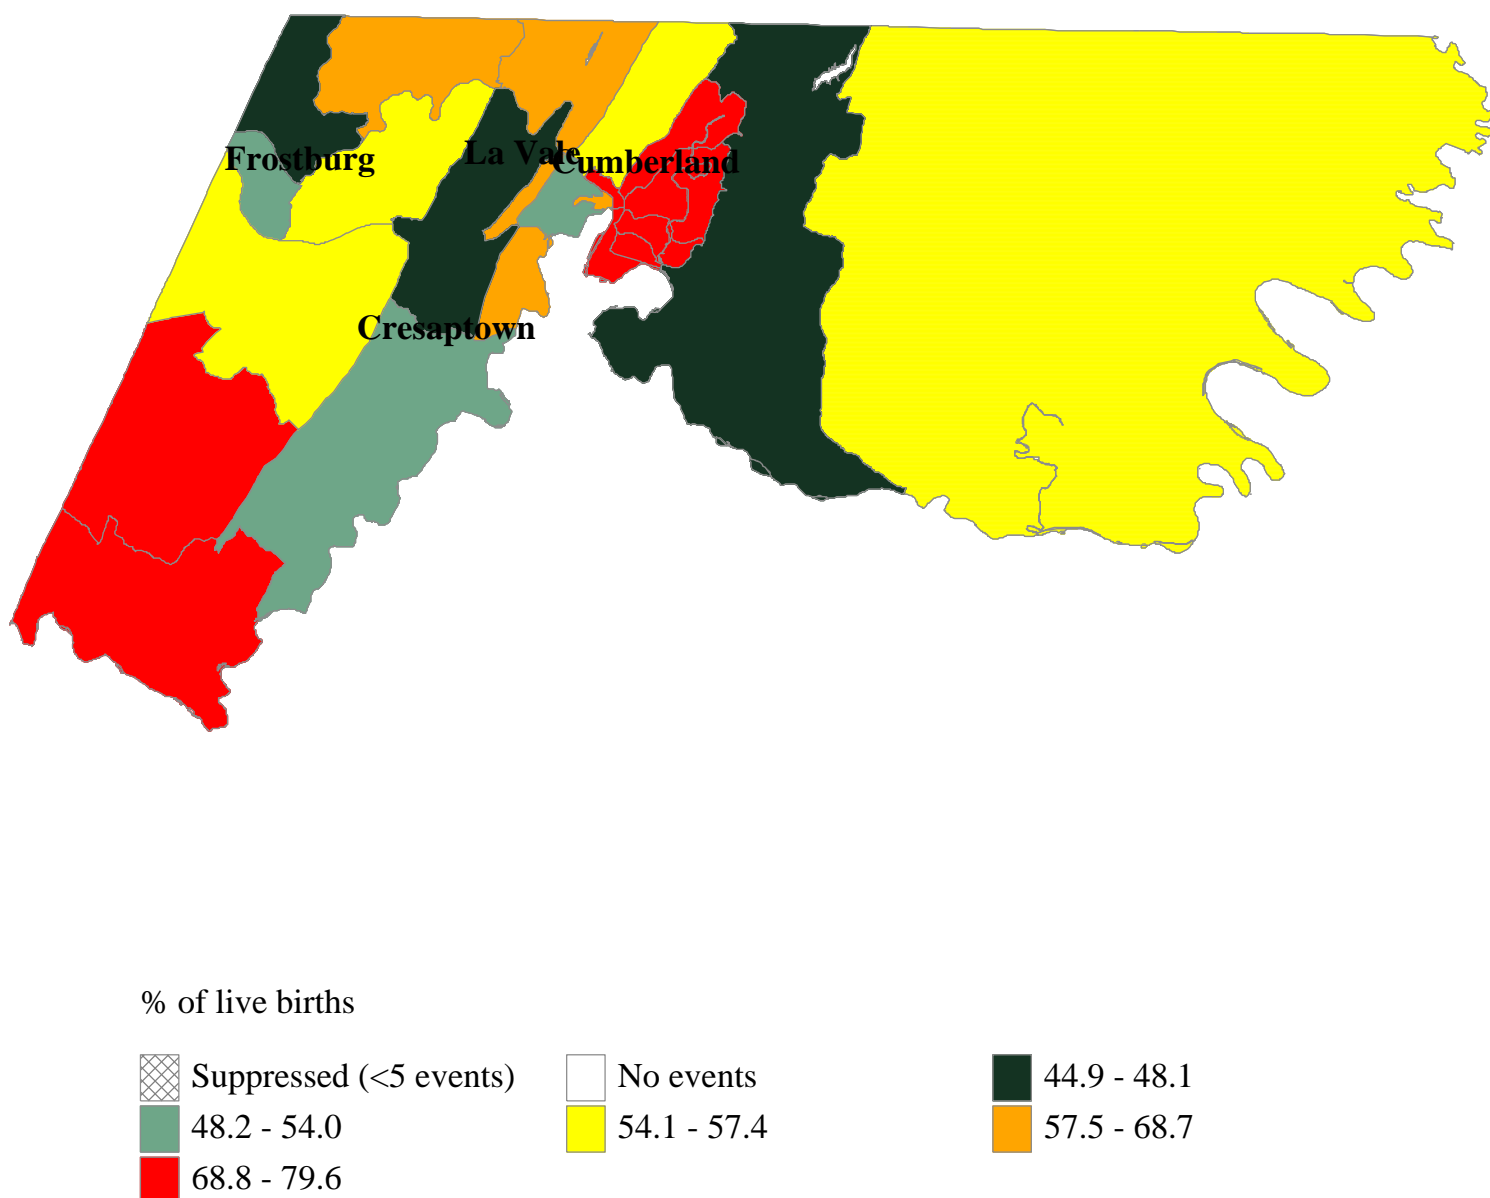 La Vale
Cumberland
Frostburg
Cresaptown
% of live births
Suppressed (<5 events)
No events
44.9 - 48.1
48.2 - 54.0
54.1 - 57.4
57.5 - 68.7
68.8 - 79.6